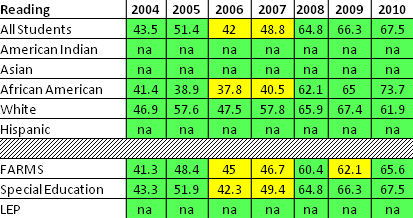 Reading 2004 2005 2006 2007 2008 2009 2010
All Students 43.5 51.4 42 48.8 64.8 66.3 67.5
American Indian na na na na na na na
Asian na na na na na na na
African American 41.4 38.9 37.8 40.5 62.1 65 73.7
White 46.9 57.6 47.5 57.8 65.9 67.4 61.9
Hispanic na na na na na na na
FARMS 41.3 48.4 45 46.7 60.4 62.1 65.6
Special Education 43.3 51.9 42.3 49.4 64.8 66.3 67.5
LEP na na na na na na na